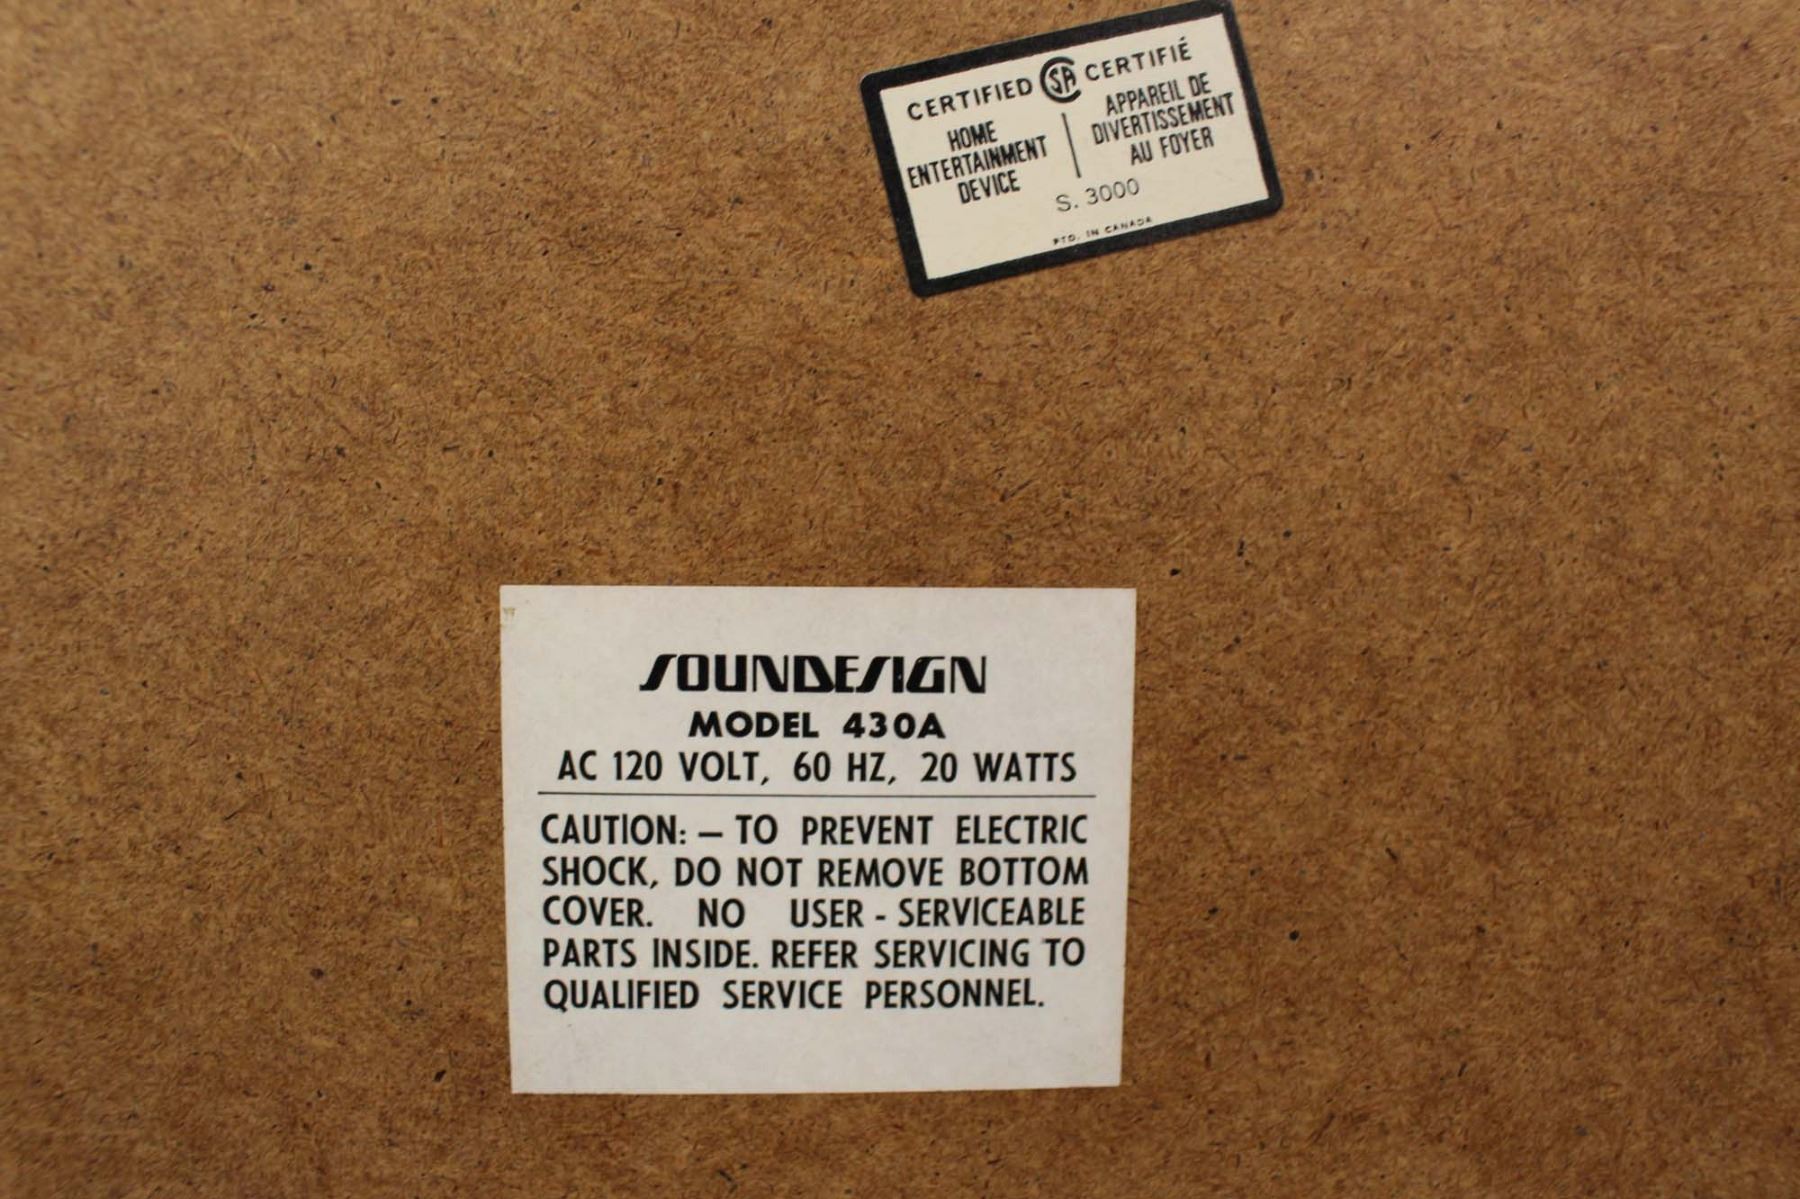 CERTIFIED CSA CERTIFIÉ
HOME
ENTERTAINMENT
DEVICE
APPAREIL DE
DIVERTISSEMENT
AU FOYER
S. 3000
PTD. IN CANADA
SOUNDESIGN
MODEL 430A
AC 120 VOLT, 60 HZ, 20 WATTS
CAUTION: – TO PREVENT ELECTRIC
SHOCK, DO NOT REMOVE BOTTOM
COVER. NO USER - SERVICEABLE
PARTS INSIDE. REFER SERVICING TO
QUALIFIED SERVICE PERSONNEL.